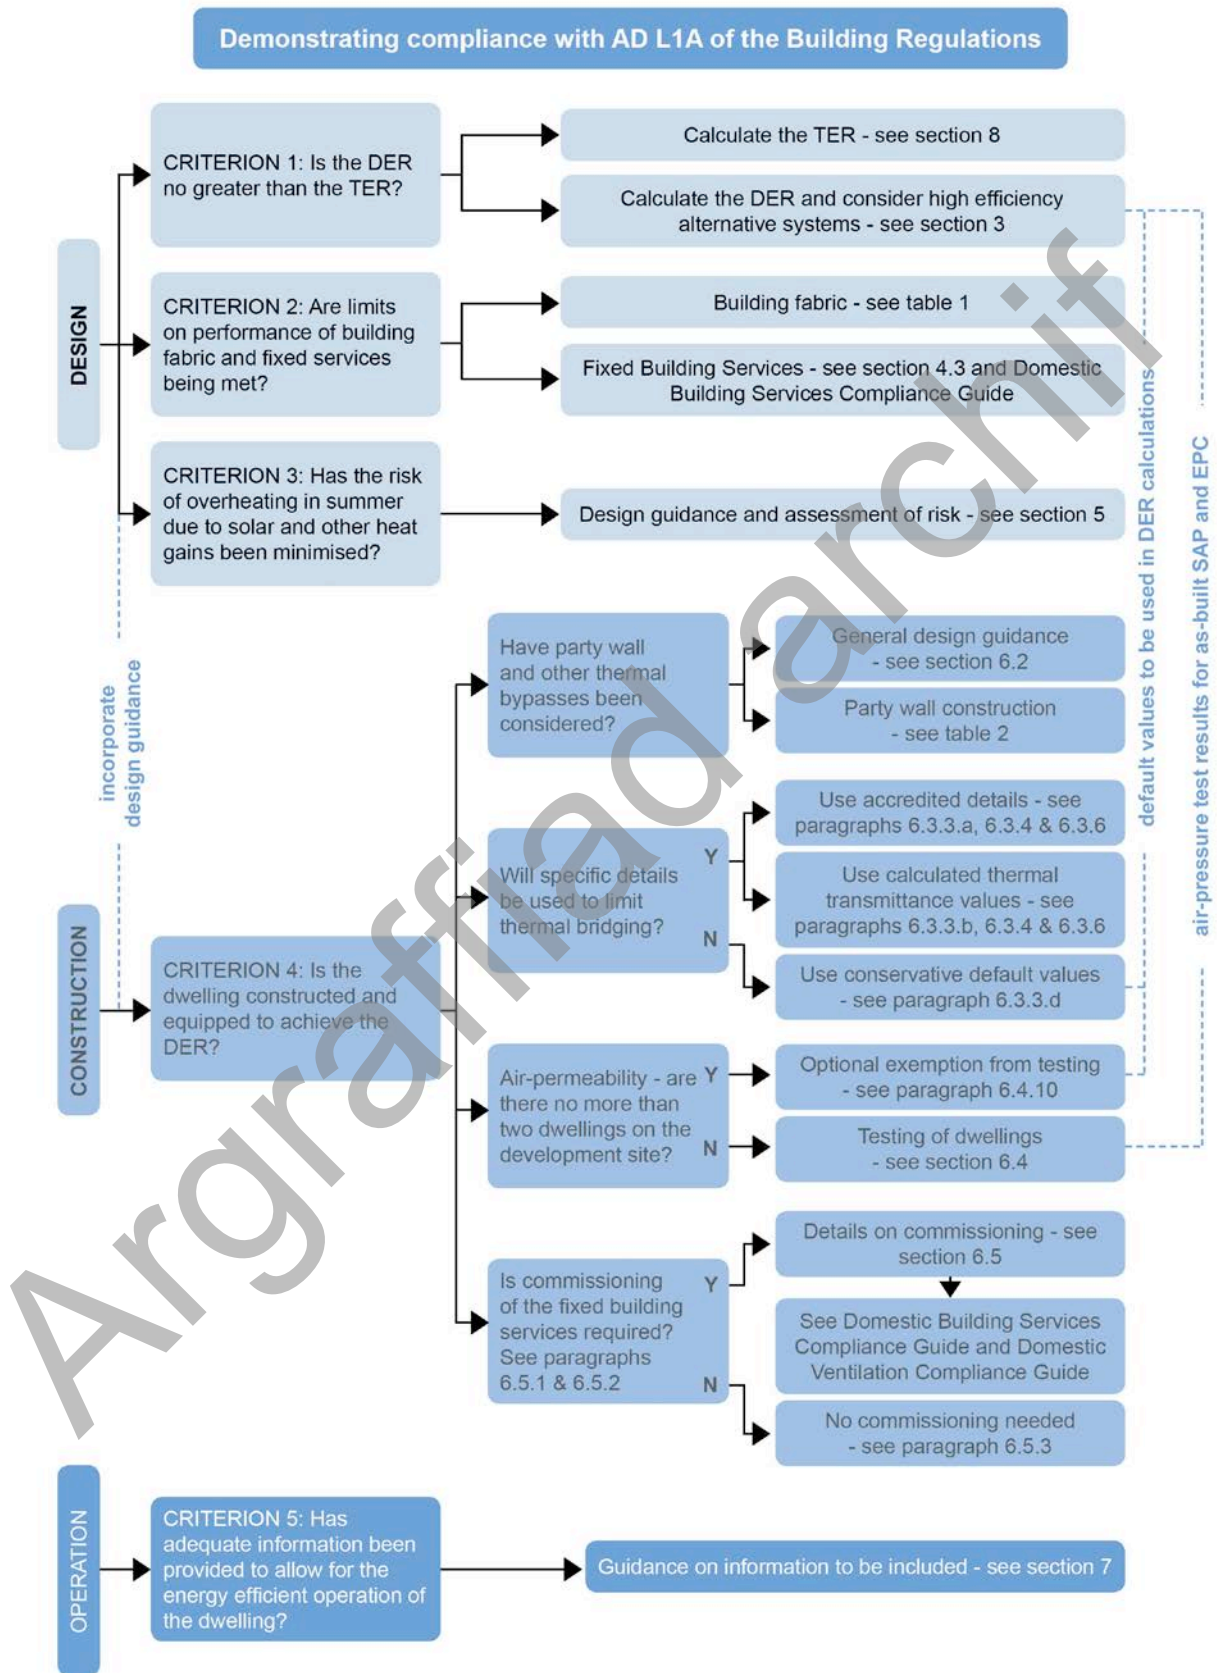 Demonstrating compliance with AD L1A of the Building Regulations
DESIGN
CRITERION 1: Is the DER
no greater than the TER?
Calculate the TER - see section 8
Calculate the DER and consider high efficiency
alternative systems - see section 3
CRITERION 2: Are limits
on performance of building
fabric and fixed services
being met?
Building fabric - see table 1
Fixed Building Services - see section 4.3 and Domestic
Building Services Compliance Guide
CRITERION 3: Has the risk
of overheating in summer
due to solar and other heat
gains been minimised?
Design guidance and assessment of risk - see section 5
incorporate
design guidance
default values to be used in DER calculations
air-pressure test results for as-built SAP and EPC
CONSTRUCTION
CRITERION 4: Is the
dwelling constructed and
equipped to achieve the
DER?
Have party wall
and other thermal
bypasses been
considered?
General design guidance
- see section 6.2
Party wall construction
- see table 2
Will specific details
be used to limit
thermal bridging?
Y
N
Use accredited details - see
paragraphs 6.3.3.a, 6.3.4 & 6.3.6
Use calculated thermal
transmittance values - see
paragraphs 6.3.3.b, 6.3.4 & 6.3.6
Use conservative default values
- see paragraph 6.3.3.d
Air-permeability - are
there no more than
two dwellings on the
development site?
Y
N
Optional exemption from testing
- see paragraph 6.4.10
Testing of dwellings
- see section 6.4
Is commissioning
of the fixed building
services required?
See paragraphs
6.5.1 & 6.5.2
Y
N
Details on commissioning - see
section 6.5
See Domestic Building Services
Compliance Guide and Domestic
Ventilation Compliance Guide
No commissioning needed
- see paragraph 6.5.3
OPERATION
CRITERION 5: Has
adequate information been
provided to allow for the
energy efficient operation of
the dwelling?
Guidance on information to be included - see section 7
Argraffiad archif